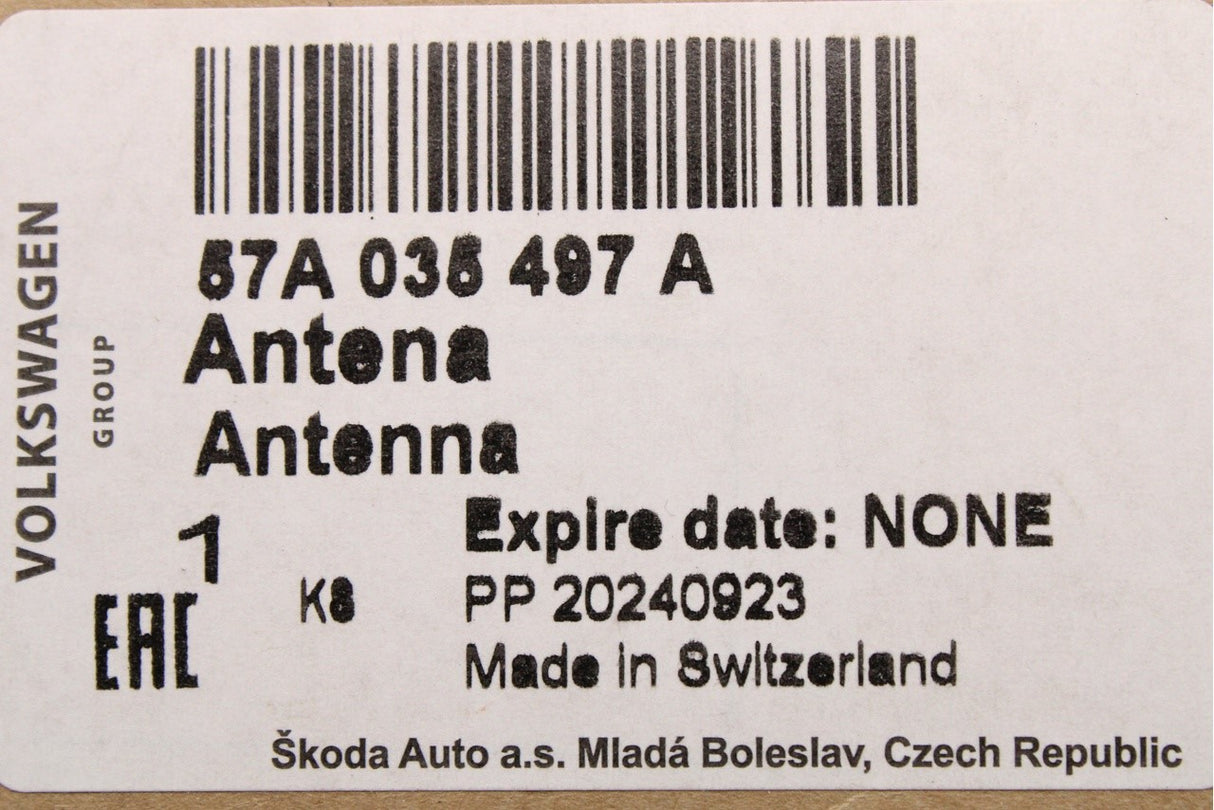 57A 035 497 A
Antena
Antenna
1
K8
Expire date: NONE
PP 20240923
Made in Switzerland
EAC
VOLKSWAGEN
GROUP
Škoda Auto a.s. Mladá Boleslav, Czech Republic